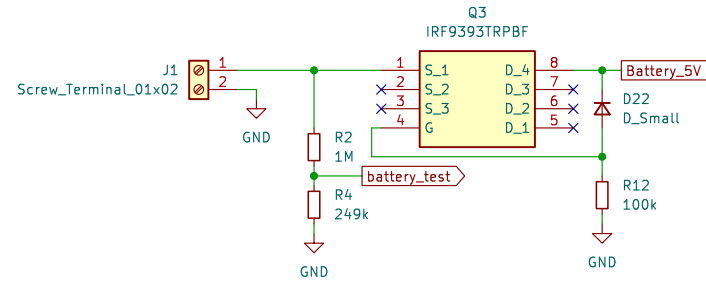 Q3
IRF9393TRPBF
J1
Screw_Terminal_01x02
1
2
GND
1
2
3
4
S_1
S_2
S_3
G
D_4
D_3
D_2
D_1
8
7
6
5
Battery_5V
D22
D_Small
R2
1M
battery_test
R4
249k
GND
R12
100k
GND